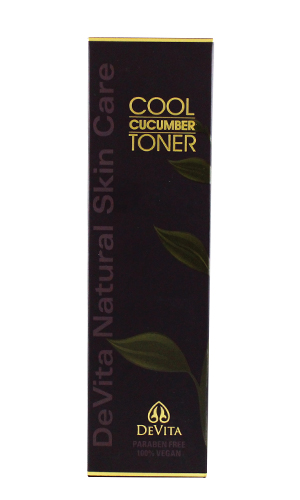 DeVita Natural Skin Care
COOL
CUCUMBER
TONER
DEVITA
PARABEN FREE
100% VEGAN